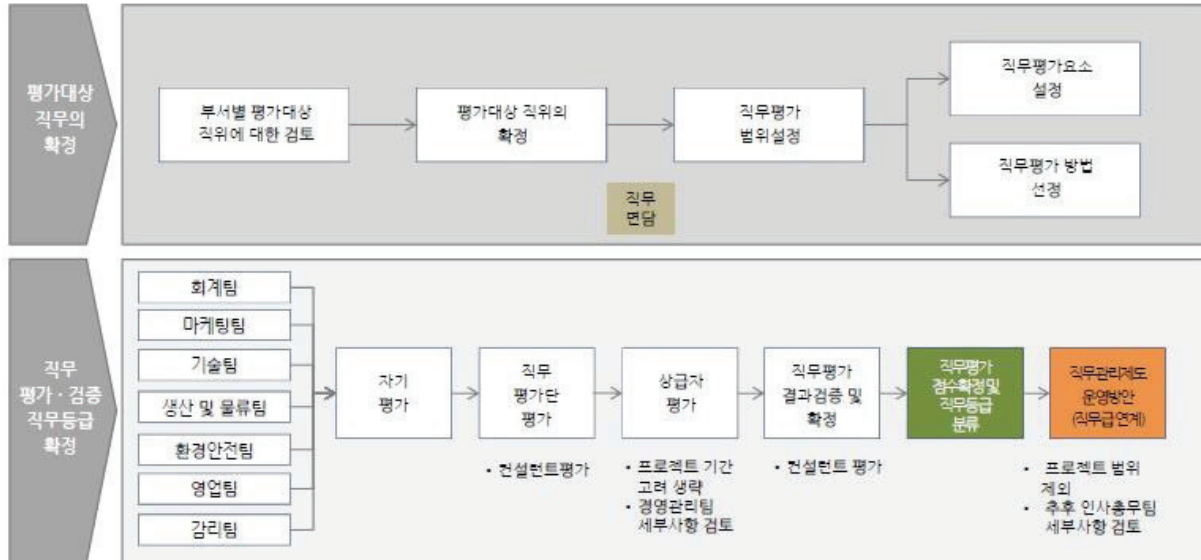 평가대상
직무의
확정
부서별 평가대상
직위에 대한 검토
평가대상 직위의
확정
직무평가
범위설정
직무평가요소
설정
직무평가 방법
선정
직무
면담
직무
평가 · 검증
직무등급
확정
회계팀
마케팅팀
기술팀
생산 및 물류팀
환경안전팀
영업팀
감리팀
자기
평가
직무
평가단
평가
• 컨설턴트평가
상급자
평가
• 프로젝트 기간
고려 생략
• 경영관리팀
세부사항 검토
직무평가
결과검증 및
확정
• 컨설턴트 평가
직무평가
점수확정 및
직무등급
분류
직무관리제도
운영방안
(직무급 연계)
• 프로젝트 범위
제외
• 추후 인사총무팀
세부사항 검토